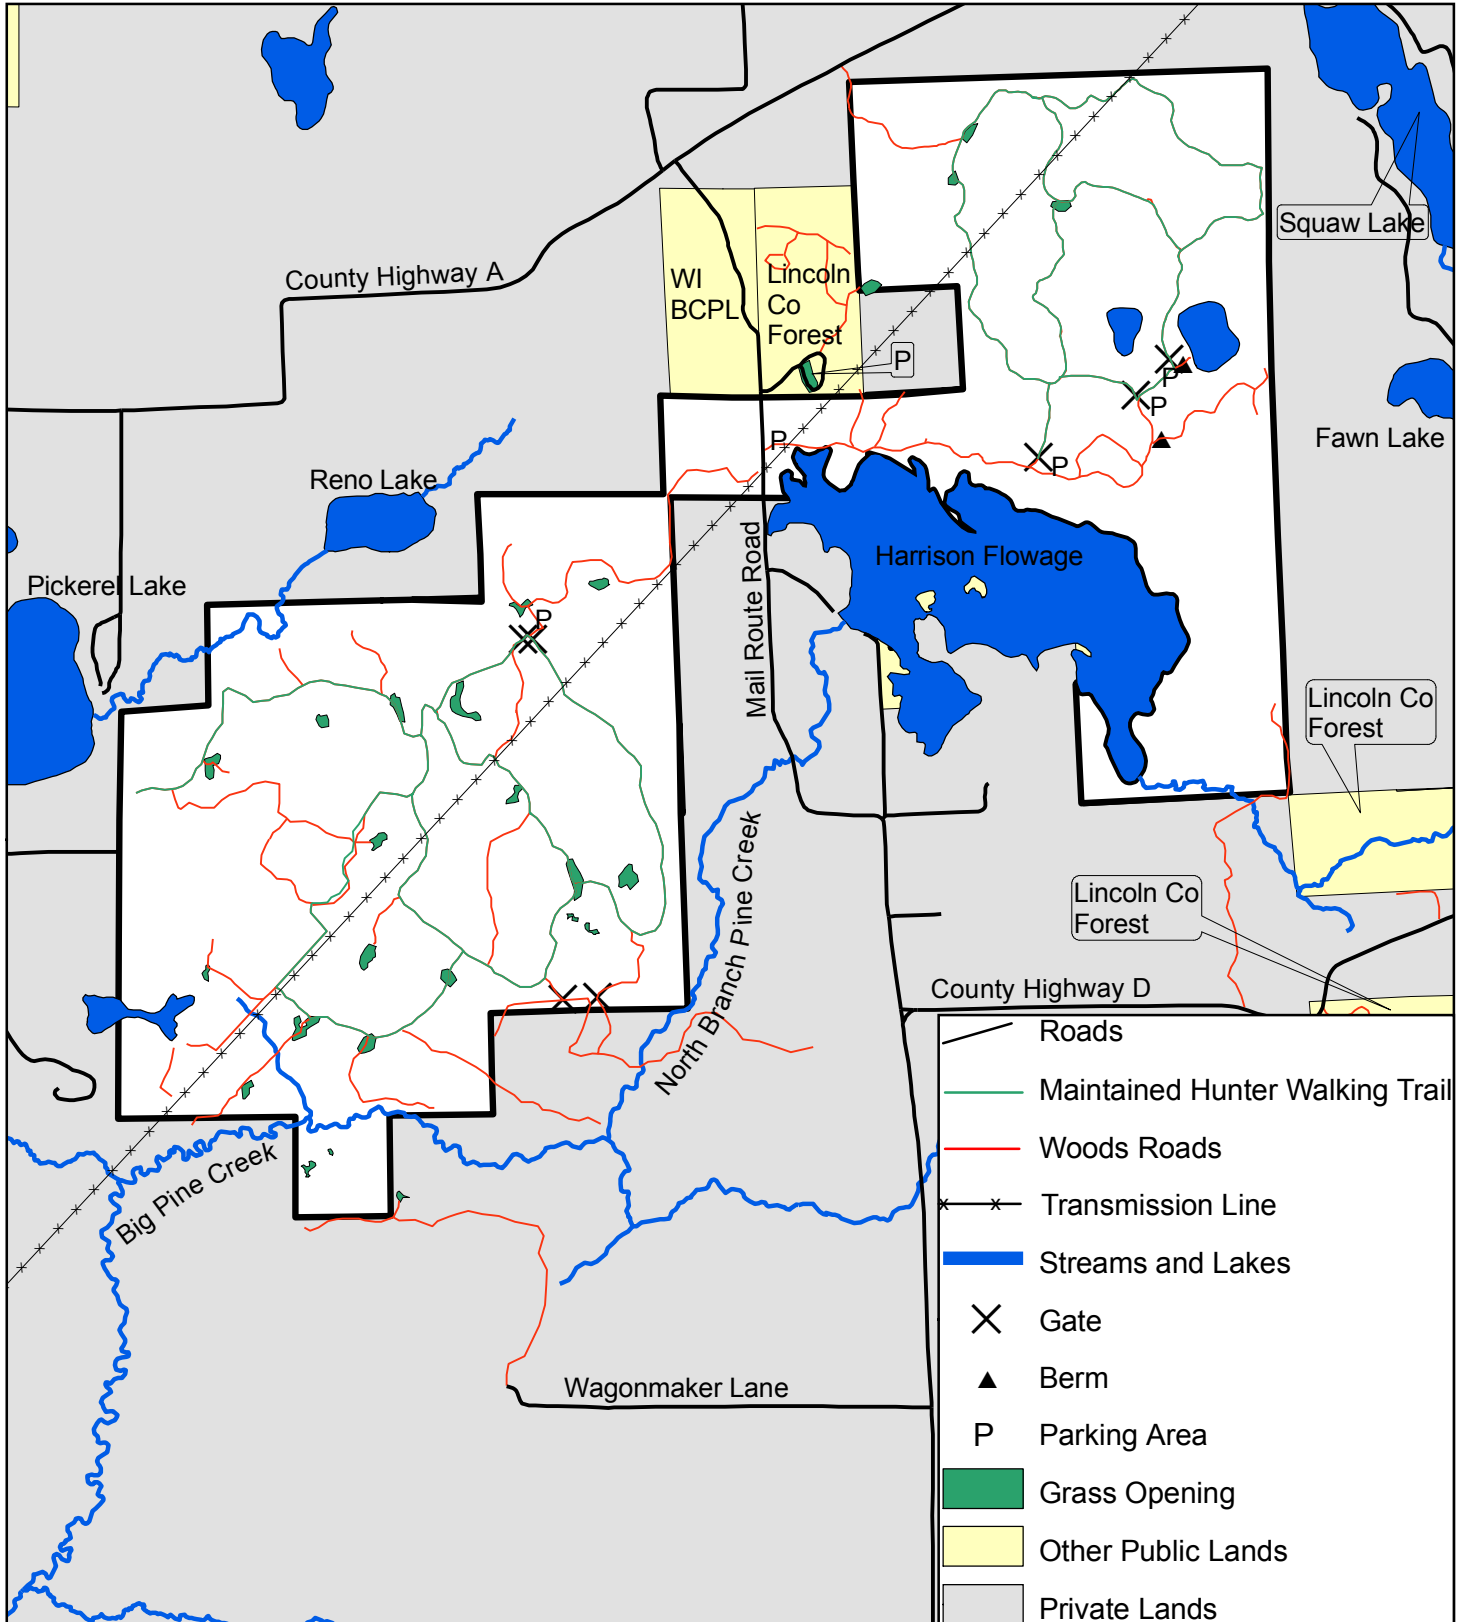 Squaw Lake
County Highway A
WI
BCPL
Lincoln
Co
Forest
P
P
P
Fawn Lake
P
P
Reno Lake
Harrison Flowage
Mail Route Road
Pickerel Lake
P
Lincoln Co
Forest
North Branch Pine Creek
Lincoln Co
Forest
County Highway D
Big Pine Creek
Wagonmaker Lane
Roads
Maintained Hunter Walking Trail
Woods Roads
Transmission Line
Streams and Lakes
Gate
Berm
P Parking Area
Grass Opening
Other Public Lands
Private Lands